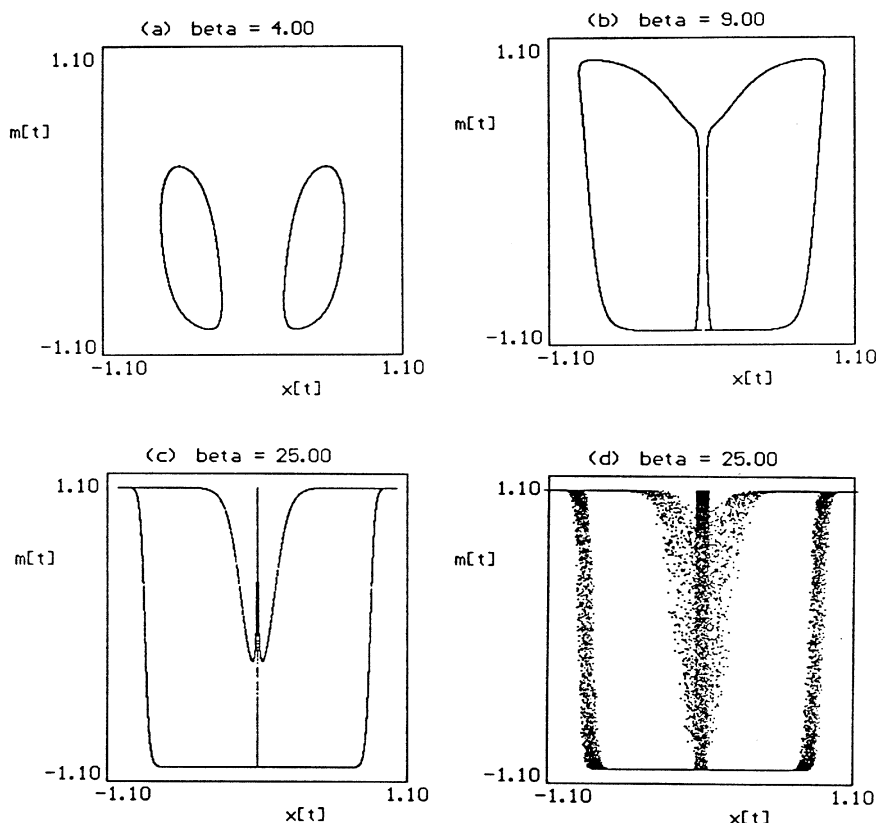 (a) beta = 4.00
1.10
m[t]
-1.10
-1.10
1.10
x[t]
(b) beta = 9.00
1.10
m[t]
-1.10
-1.10
1.10
x[t]
(c) beta = 25.00
1.10
m[t]
-1.10
-1.10
1.10
x[t]
(d) beta = 25.00
1.10
m[t]
-1.10
-1.10
1.10
x[t]